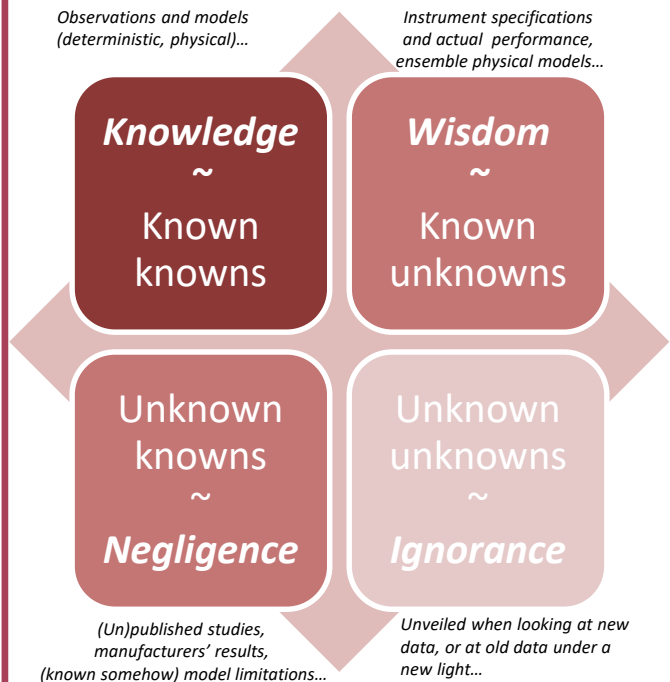 Observations and models
(deterministic, physical)…
Instrument specifications
and actual performance,
ensemble physical models…
Knowledge
~
Known
knowns
Wisdom
~
Known
unknowns
Unknown
knowns
~
Negligence
Unknown
unknowns
~
Ignorance
(Un)published studies,
manufacturers’ results,
(known somehow) model limitations…
Unveiled when looking at new
data, or at old data under a
new light…